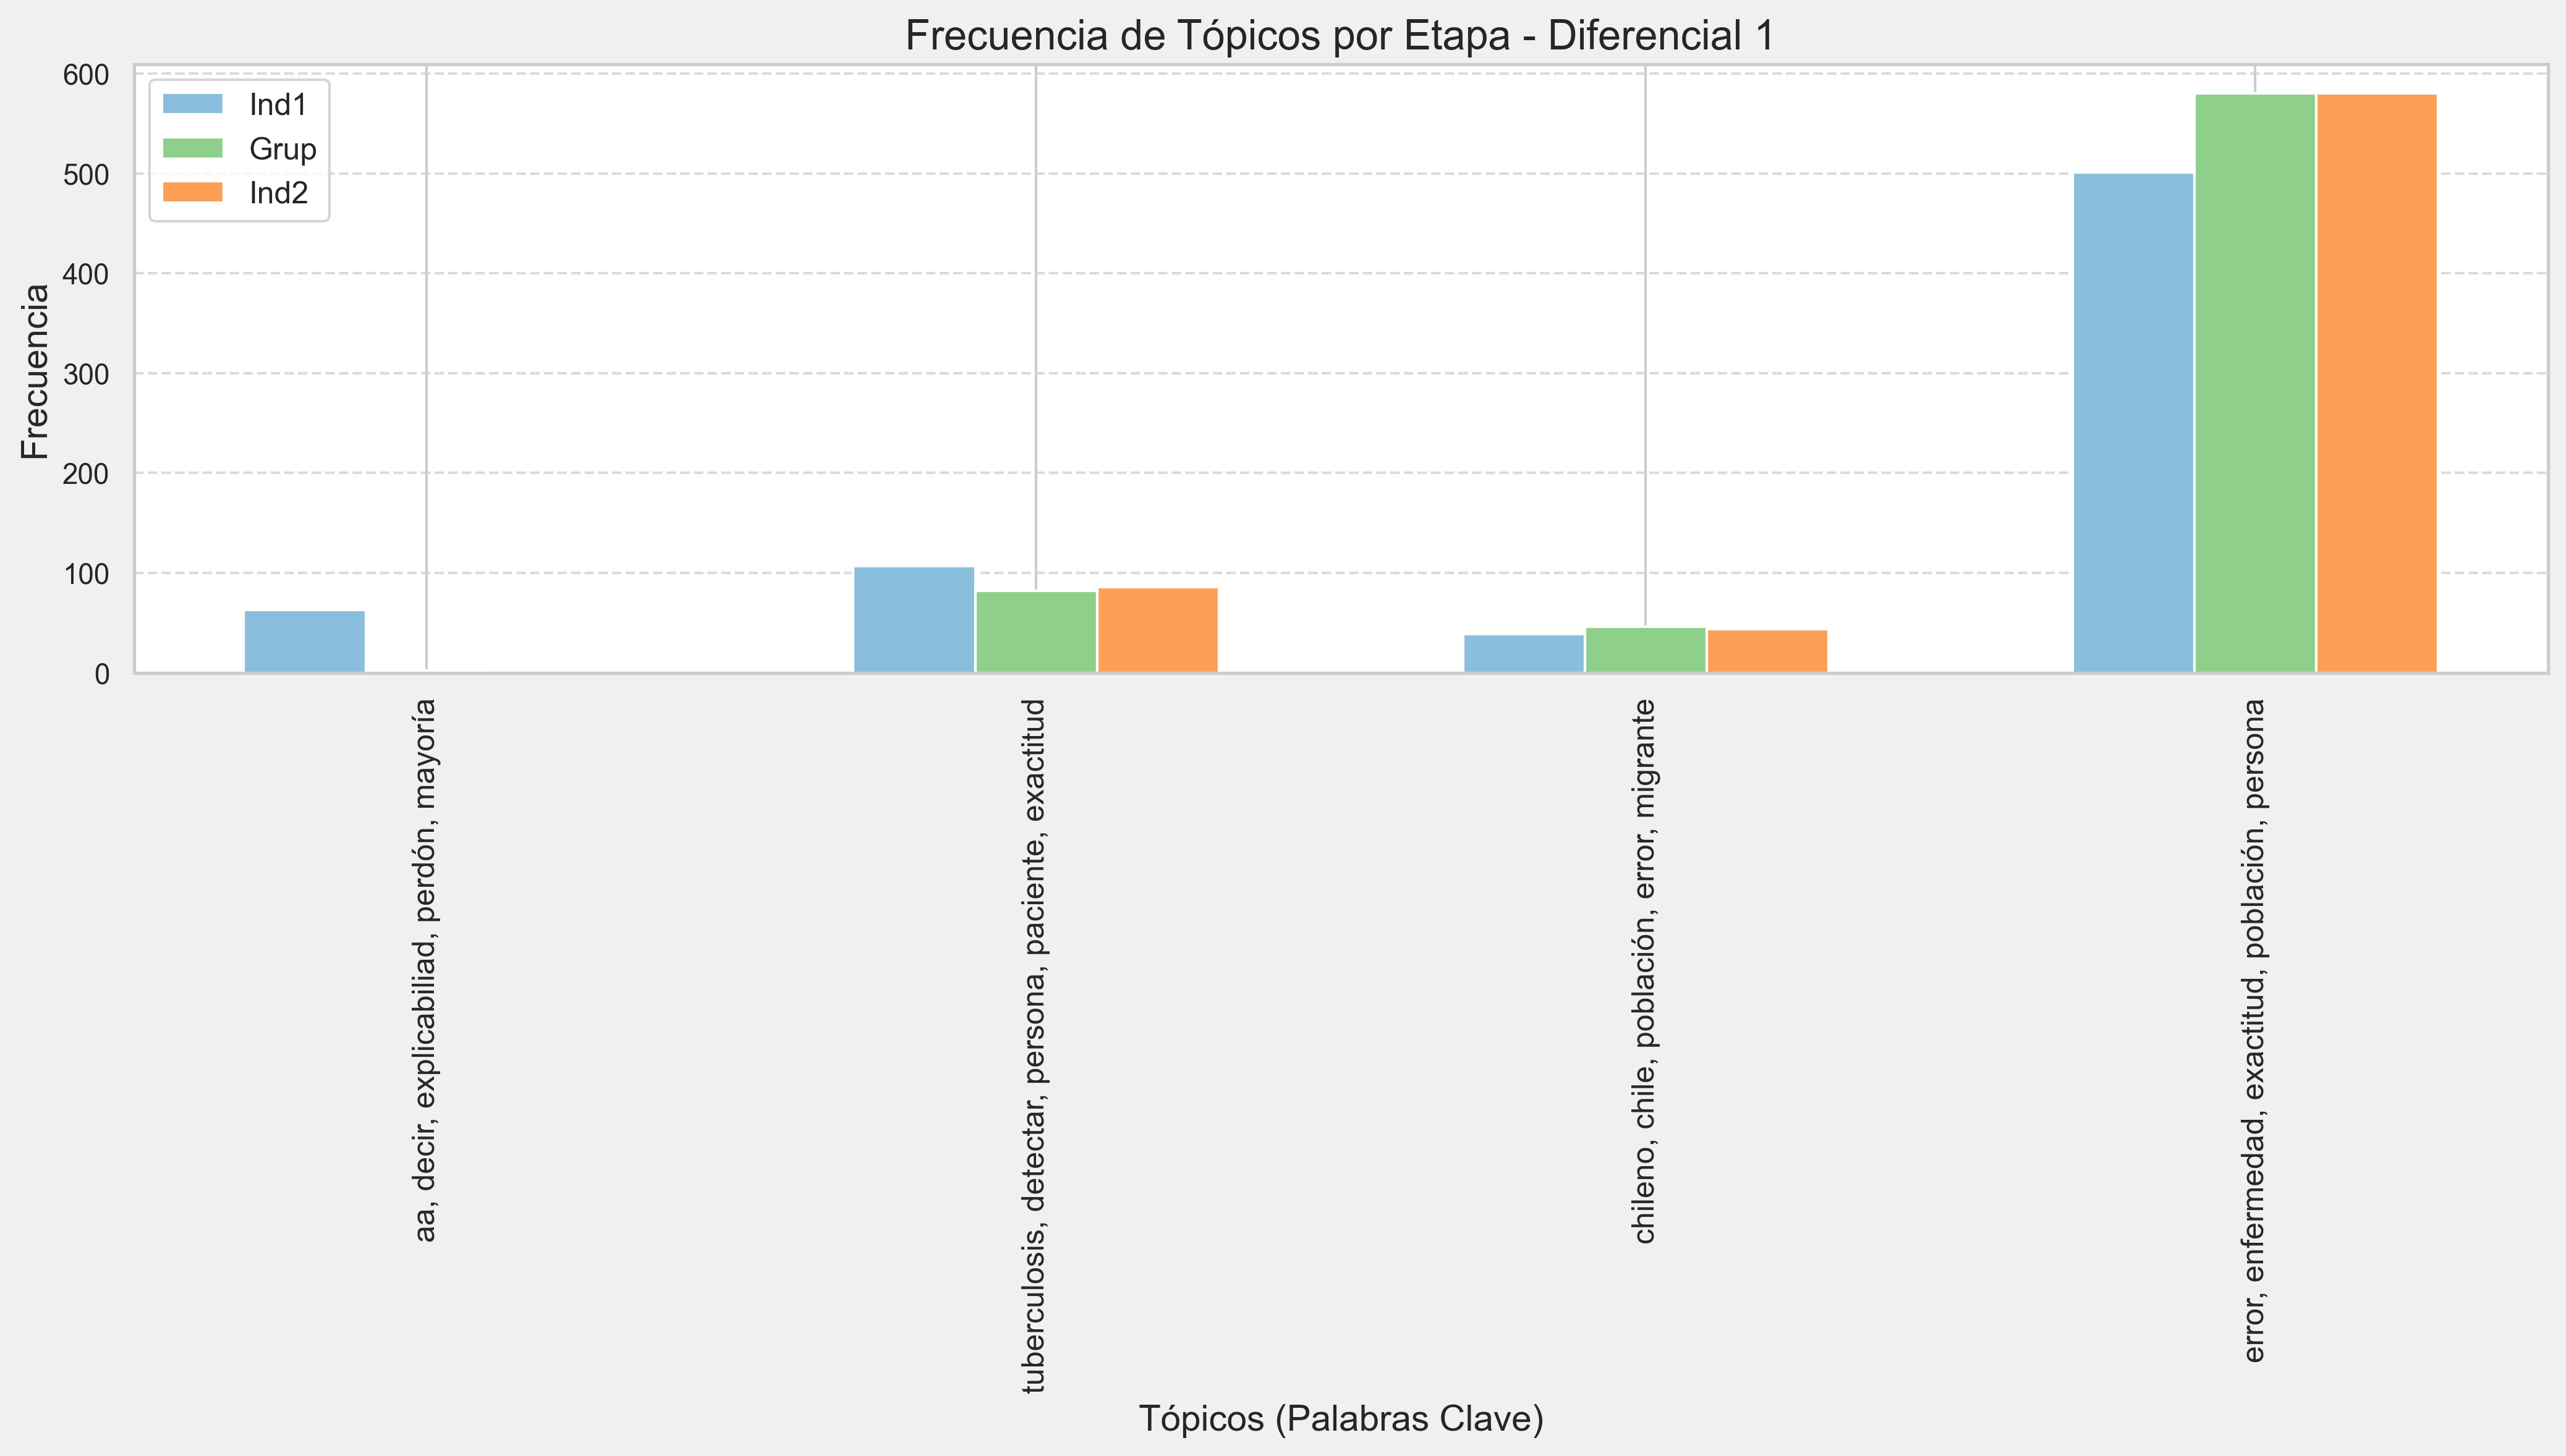 Frecuencia de Tópicos por Etapa - Diferencial 1
600
500
400
300
200
100
0
Frecuencia
Ind1
Grup
Ind2
aa, decir, explicabiliad, perdón, mayoría
tuberculosis, detectar, persona, paciente, exactitud
chileno, chile, población, error, migrante
error, enfermedad, exactitud, población, persona
Tópicos (Palabras Clave)